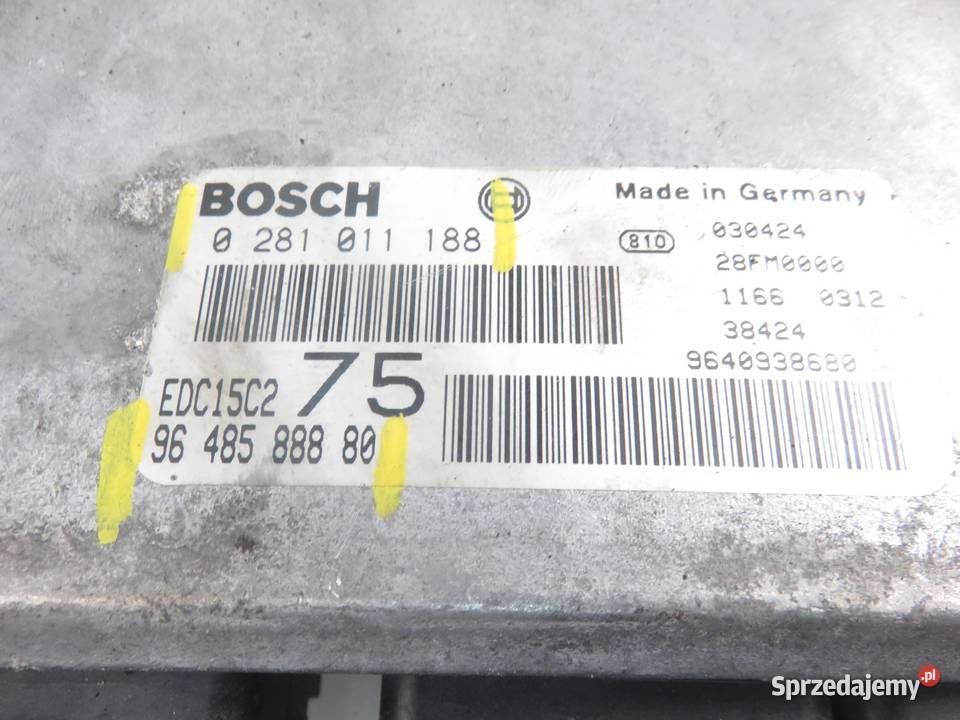 BOSCH
Made in Germany
0 281 011 188
810
030424
28FM0000
1166 0312
38424
9640938680
EDC15C2 75
96 485 888 80
Sprzedajemy.pl